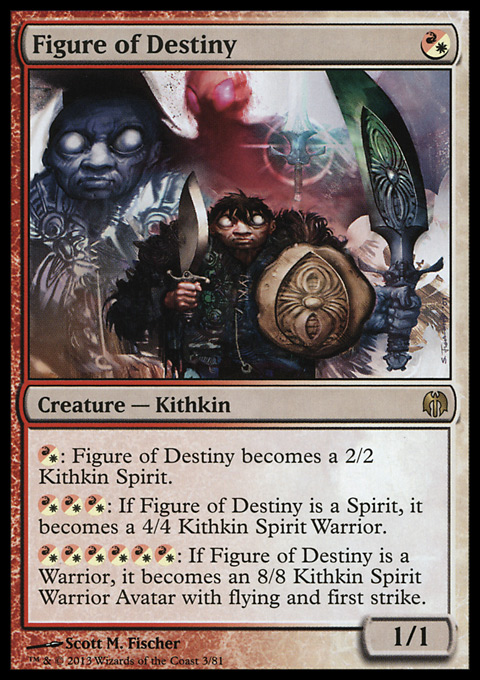 Figure of Destiny
Creature — Kithkin
: Figure of Destiny becomes a 2/2
Kithkin Spirit.
: If Figure of Destiny is a Spirit, it
becomes a 4/4 Kithkin Spirit Warrior.
: If Figure of Destiny is a
Warrior, it becomes an 8/8 Kithkin Spirit
Warrior Avatar with flying and first strike.
1/1
Scott M. Fischer
™ & © 2013 Wizards of the Coast 3/81